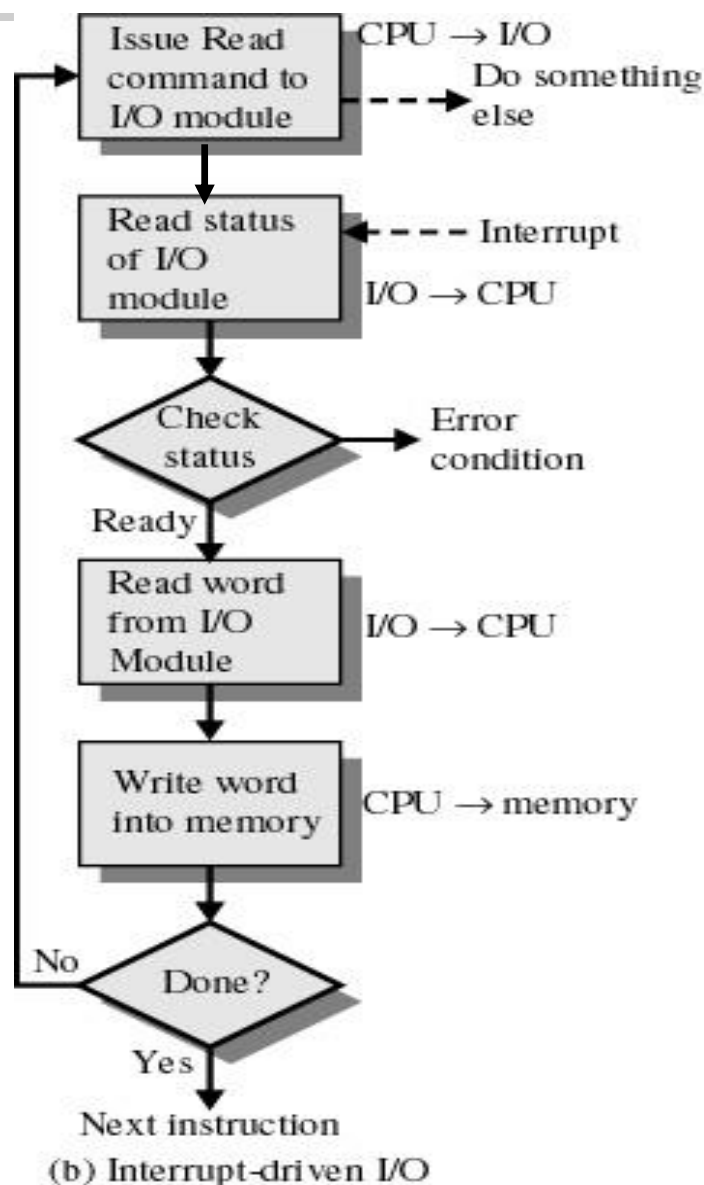 Issue Read
command to
I/O module
CPU → I/O
Do something
else
Read status
of I/O
module
Interrupt
I/O → CPU
Check
status
Error
condition
Ready
Read word
from I/O
Module
I/O → CPU
Write word
into memory
CPU → memory
No
Done?
Yes
Next instruction
(b) Interrupt-driven I/O